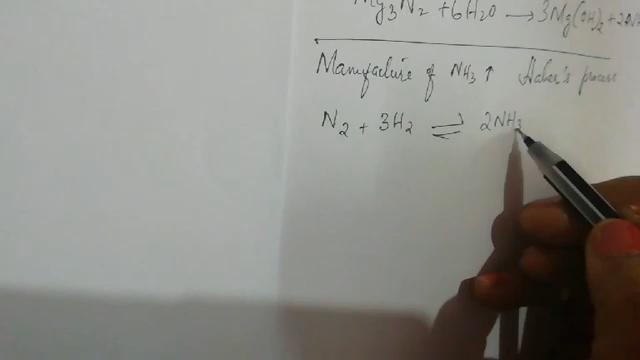 Mg3N2 + 6H2O → 3Mg(OH)2 + 2N
Manufacture of NH3 ↑ Haber's process
N2 + 3H2 ⇌ 2NH3